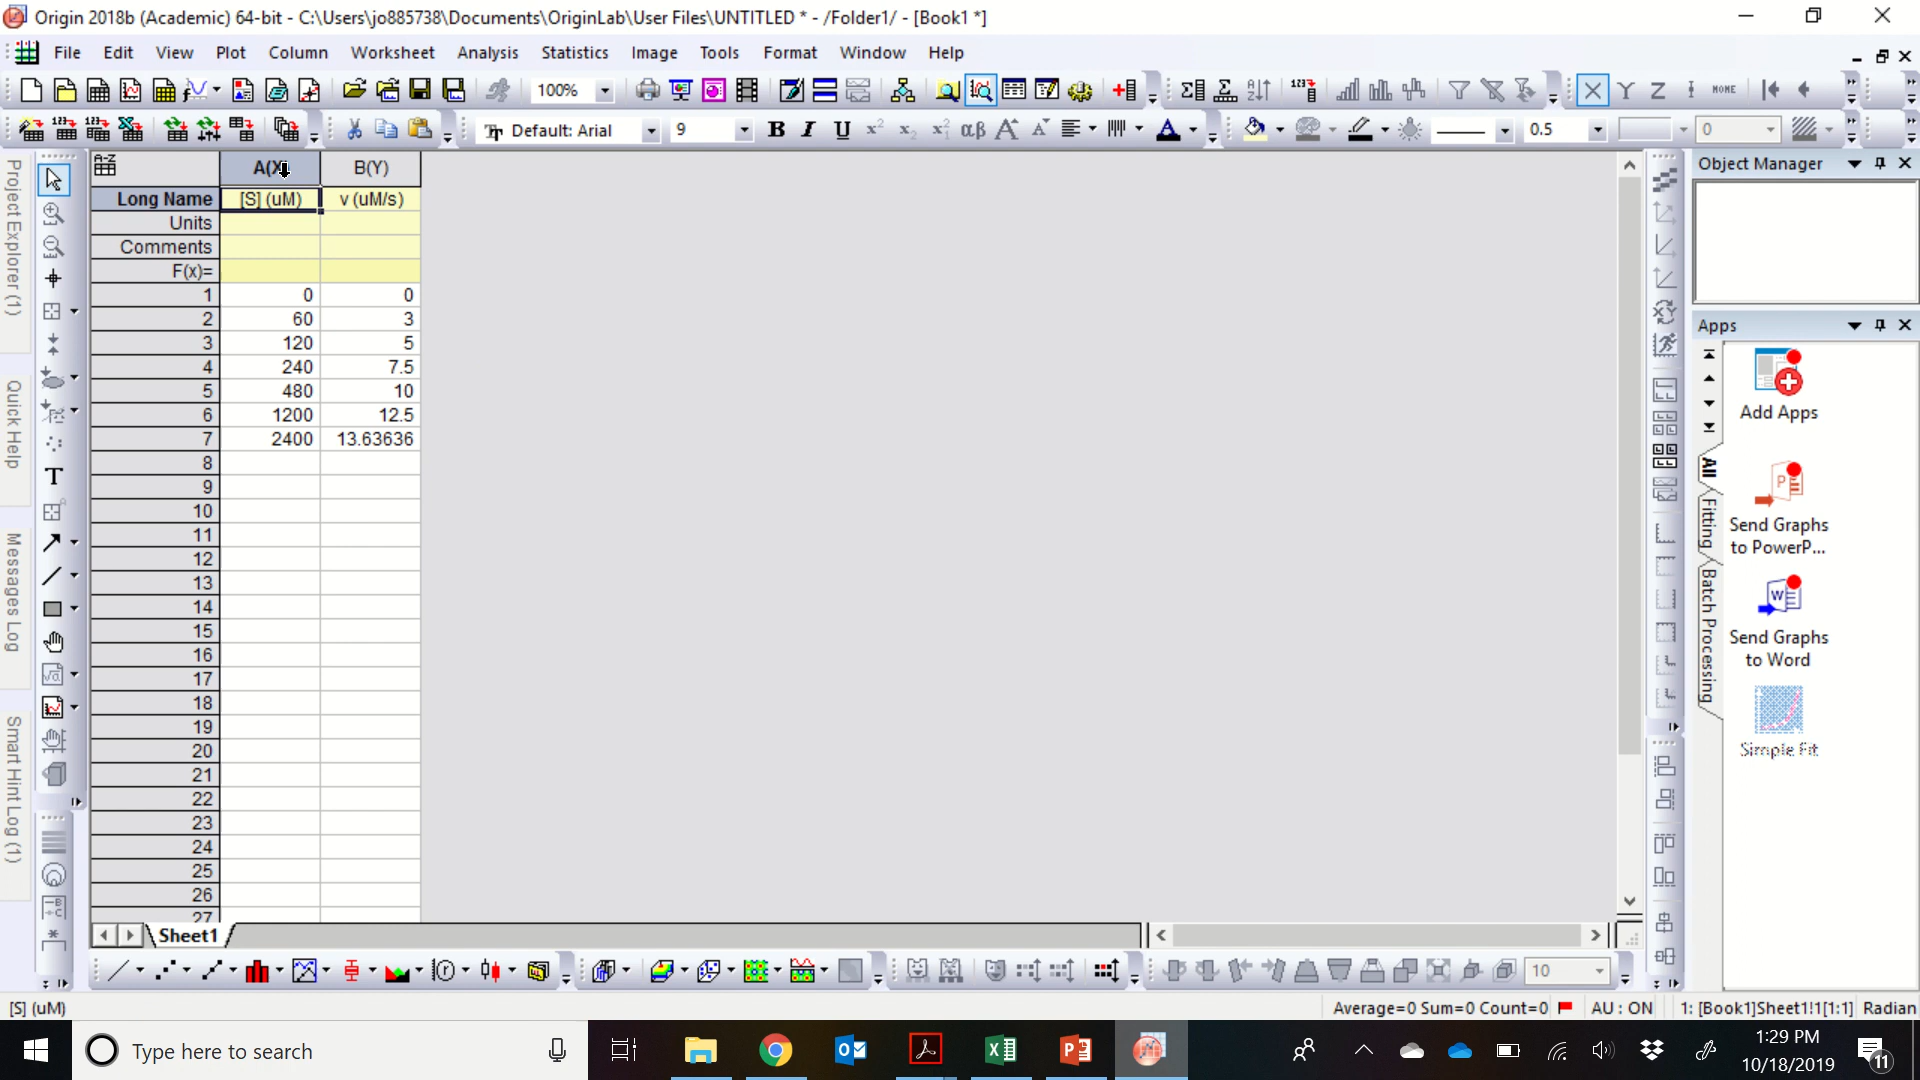 Origin 2018b (Academic) 64-bit - C:\Users\jo885738\Documents\OriginLab\User Files\UNTITLED * - /Folder1/ - [Book1 *]
File Edit View Plot Column Worksheet Analysis Statistics Image Tools Format Window Help
100%
HOME
Default: Arial 9 B I U αβ A 0.5 0
Project Explorer (1)
Quick Help
Messages Log
Smart Hint Log (1)
A(X) B(Y)
Long Name [S] (uM) v (uM/s)
Units
Comments
F(x)=
1 0 0
2 60 3
3 120 5
4 240 7.5
5 480 10
6 1200 12.5
7 2400 13.63636
8
9
10
11
12
13
14
15
16
17
18
19
20
21
22
23
24
25
26
27
Sheet1
10
Object Manager
Apps
All
Fitting
Batch Processing
Add Apps
Send Graphs
to PowerP...
Send Graphs
to Word
Simple Fit
[S] (uM)
Average=0 Sum=0 Count=0 AU : ON 1: [Book1]Sheet1!1[1:1] Radian
Type here to search
1:29 PM
10/18/2019
11